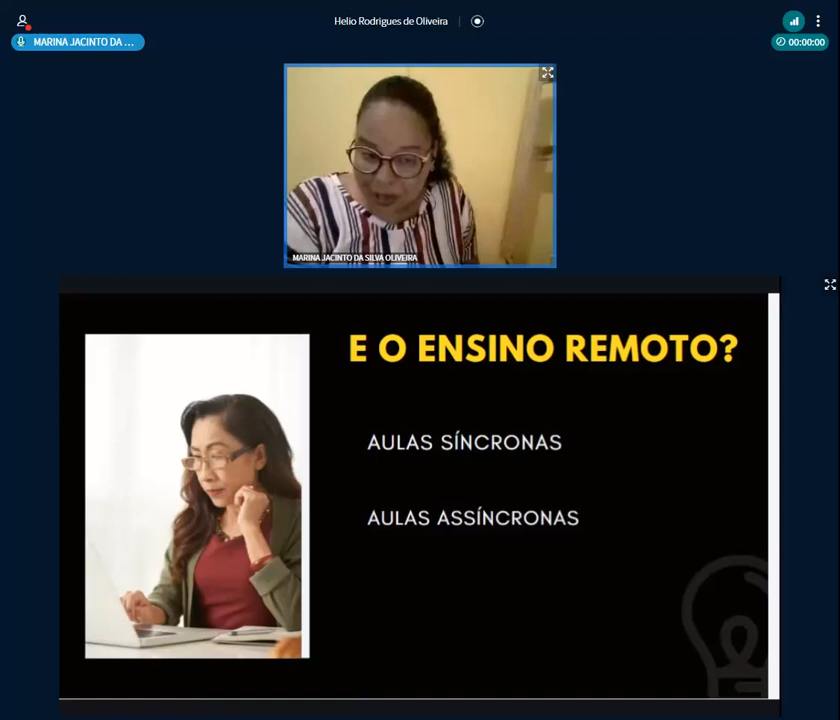 Helio Rodrigues de Oliveira
MARINA JACINTO DA ...
00:00:00
MARINA JACINTO DA SILVA OLIVEIRA
E O ENSINO REMOTO?
AULAS SÍNCRONAS
AULAS ASSÍNCRONAS